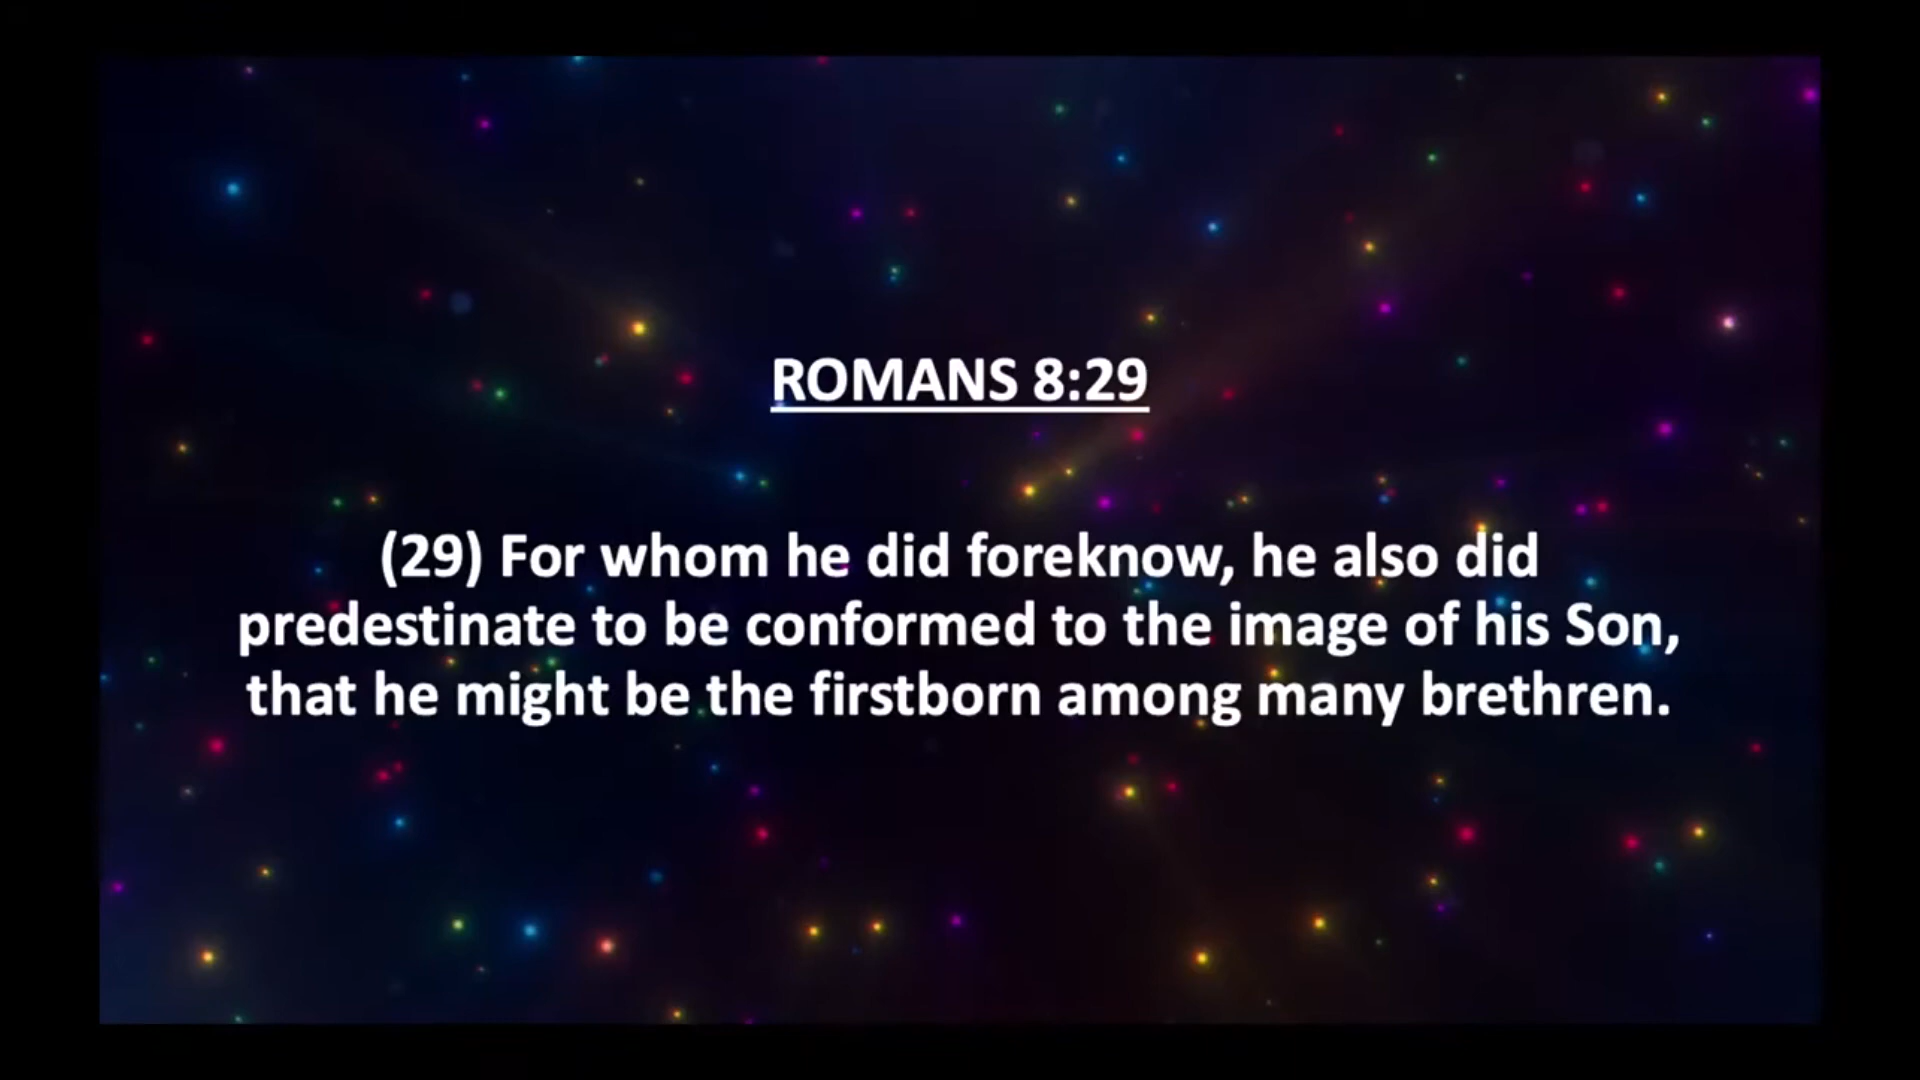 ROMANS 8:29
(29) For whom he did foreknow, he also did
predestinate to be conformed to the image of his Son,
that he might be the firstborn among many brethren.